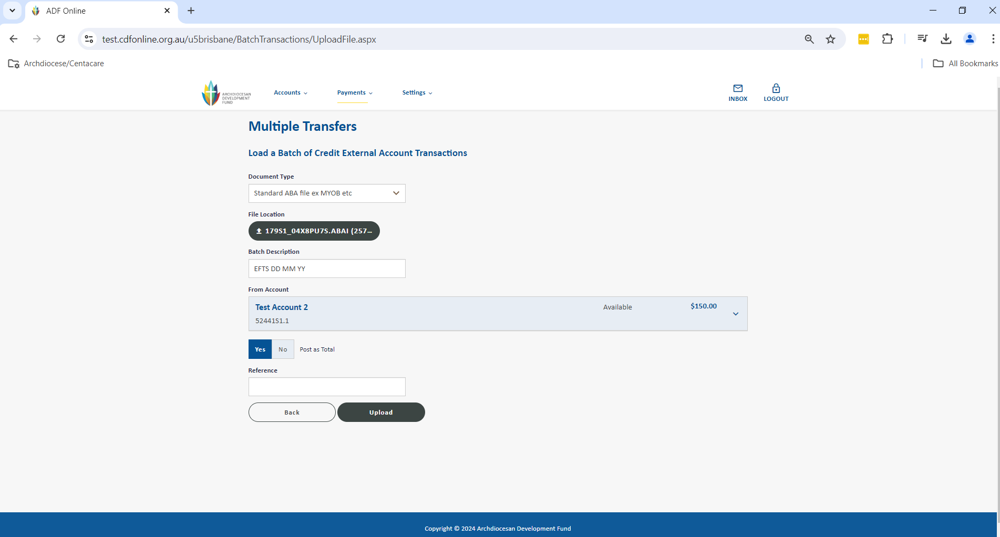 ADF Online
test.cdfonline.org.au/u5brisbane/BatchTransactions/UploadFile.aspx
Archdiocese/Centacare
All Bookmarks
ARCHDIOCESAN
DEVELOPMENT
FUND
Accounts
Payments
Settings
INBOX
LOGOUT
Multiple Transfers
Load a Batch of Credit External Account Transactions
Document Type
Standard ABA file ex MYOB etc
File Location
179S1_04X8PU7S.ABAI (257...
Batch Description
EFTS DD MM YY
From Account
Test Account 2
Available
$150.00
52441S1.1
Yes No Post as Total
Reference
Back Upload
Copyright © 2024 Archdiocesan Development Fund